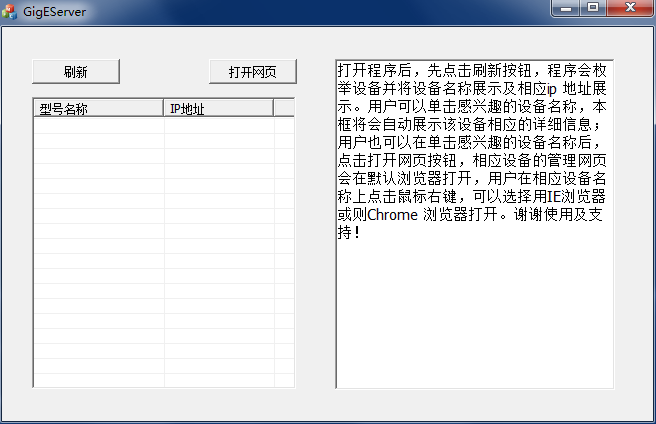 GigEServer
刷新
打开网页
型号名称
IP地址
打开程序后，先点击刷新按钮，程序会枚
举设备并将设备名称展示及相应ip 地址展
示。用户可以单击感兴趣的设备名称，本
框将会自动展示该设备相应的详细信息；
用户也可以在单击感兴趣的设备名称后，
点击打开网页按钮，相应设备的管理网页
会在默认浏览器打开，用户在相应设备名
称上点击鼠标右键，可以选择用IE浏览器
或则Chrome 浏览器打开。谢谢使用及支
持！